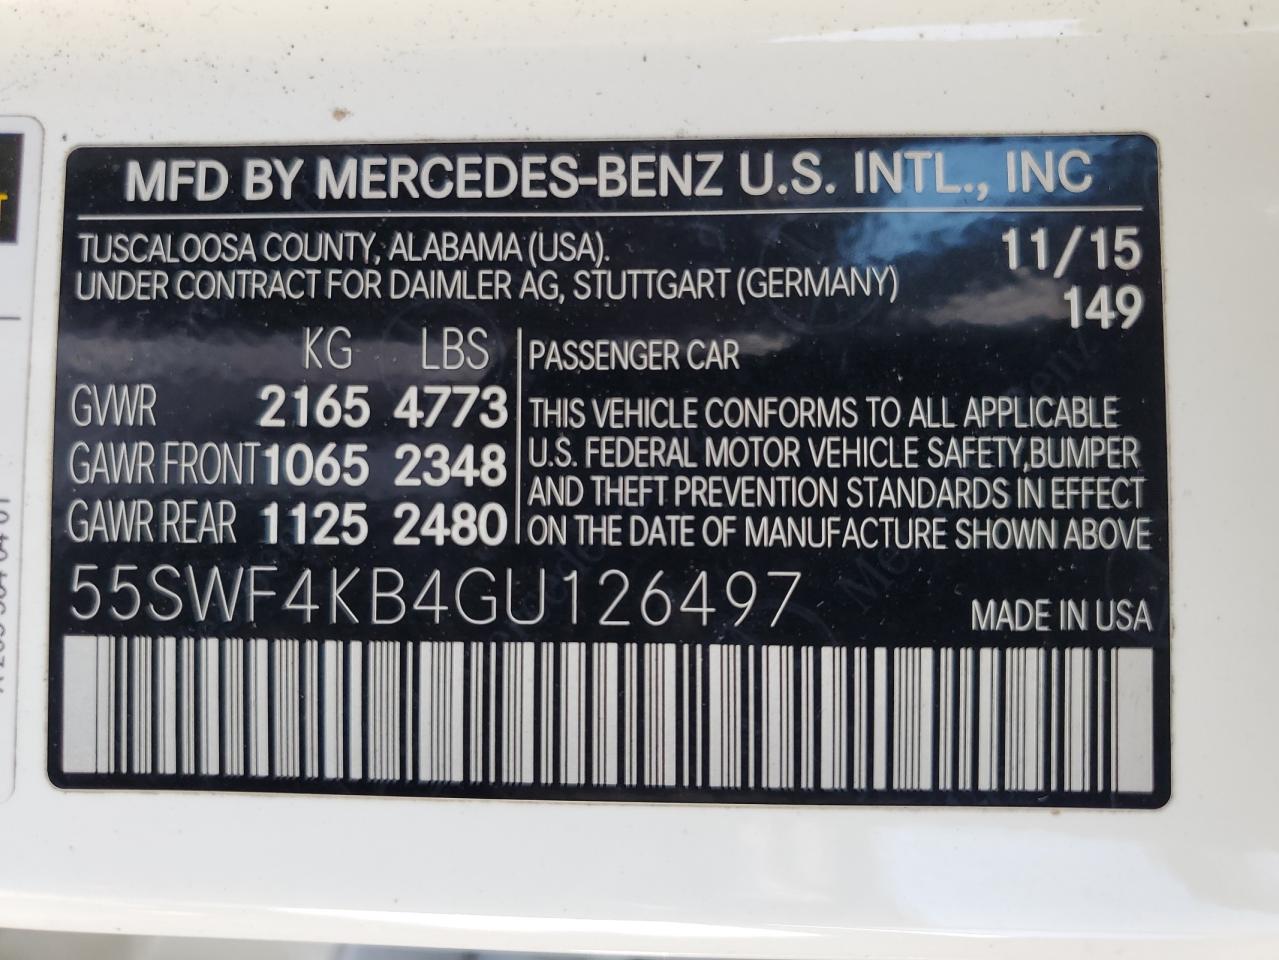 MFD BY MERCEDES-BENZ U.S. INTL., INC
TUSCALOOSA COUNTY, ALABAMA (USA). 11/15
UNDER CONTRACT FOR DAIMLER AG, STUTTGART (GERMANY) 149
KG LBS PASSENGER CAR
GVWR 2165 4773 THIS VEHICLE CONFORMS TO ALL APPLICABLE
GAWR FRONT 1065 2348 U.S. FEDERAL MOTOR VEHICLE SAFETY,BUMPER
AND THEFT PREVENTION STANDARDS IN EFFECT
GAWR REAR 1125 2480 ON THE DATE OF MANUFACTURE SHOWN ABOVE
55SWF4KB4GU126497 MADE IN USA